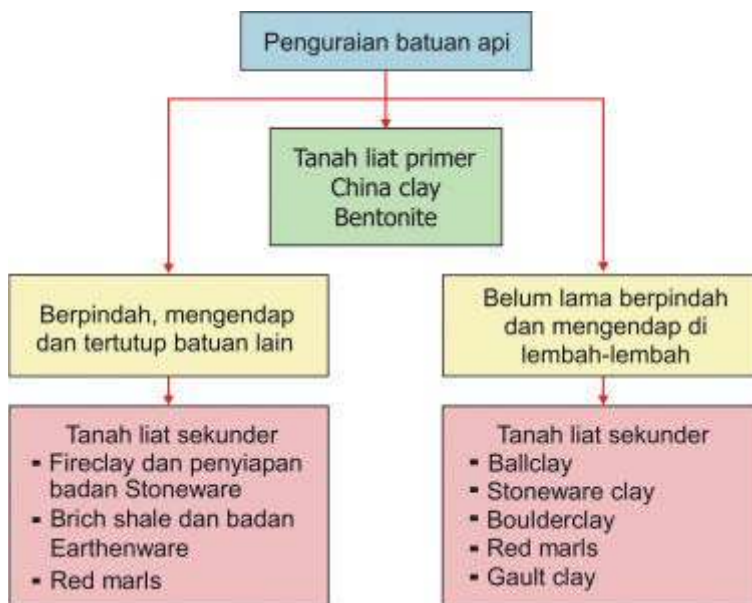 Penguraian batuan api
Tanah liat primer
China clay
Bentonite
Berpindah, mengendap
dan tertutup batuan lain
Belum lama berpindah
dan mengendap di
lembah-lembah
Tanah liat sekunder
▪ Fireclay dan penyiapan
badan Stoneware
▪ Brich shale dan badan
Earthenware
▪ Red marls
Tanah liat sekunder
▪ Ballclay
▪ Stoneware clay
▪ Boulderclay
▪ Red marls
▪ Gault clay